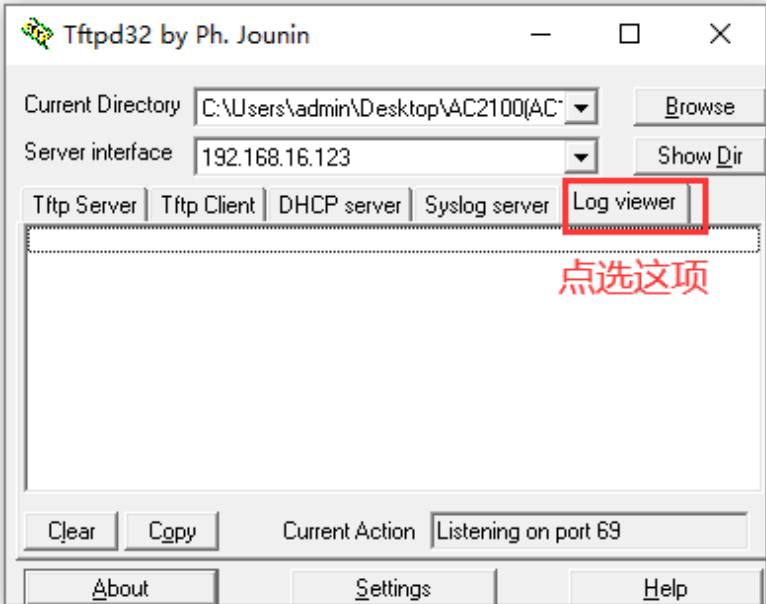 Tftpd32 by Ph. Jounin
Current Directory C:\Users\admin\Desktop\AC2100(AC Browse
Server interface 192.168.16.123 Show Dir
Tftp Server Tftp Client DHCP server Syslog server Log viewer
点选这项
Clear Copy Current Action Listening on port 69
About Settings Help